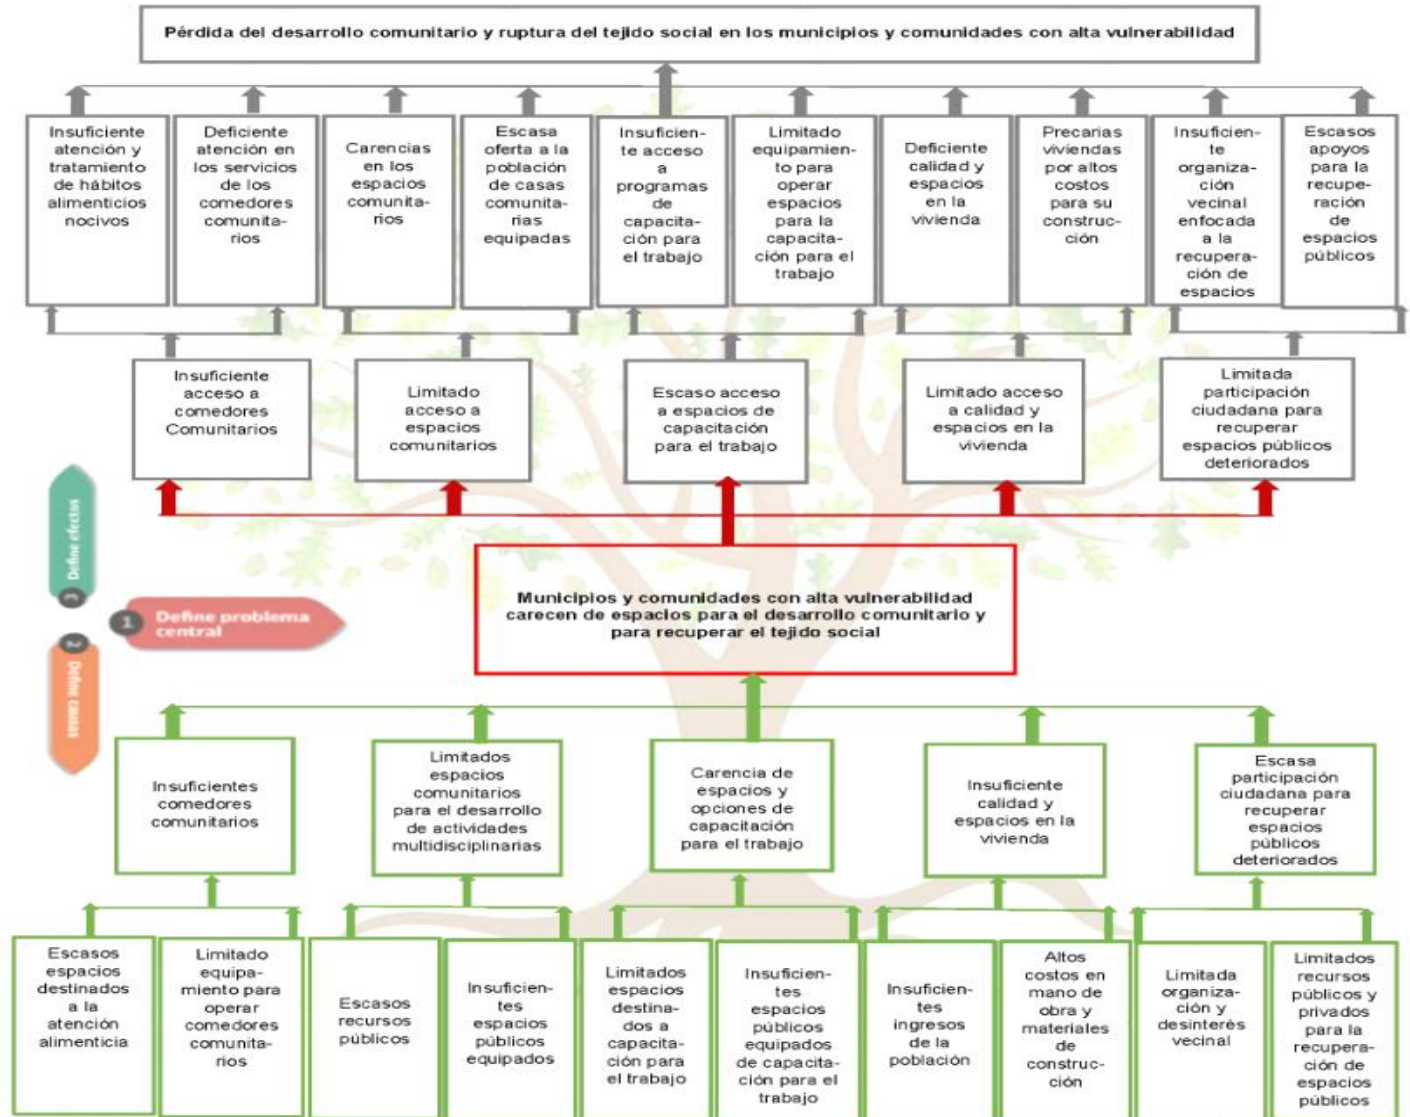 Pérdida del desarrollo comunitario y ruptura del tejido social en los municipios y comunidades con alta vulnerabilidad
Insuficiente
atención y
tratamiento
de hábitos
alimenticios
nocivos
Deficiente
atención en
los servicios
de los
comedores
comunita-
rios
Carencias
en los
espacios
comunita-
rios
Escasa
oferta a la
población
de casas
comunita-
rias
equipadas
Insuficien-
te acceso
a
programas
de
capacita-
ción para
el trabajo
Limitado
equipamien-
to para
operar
espacios
para la
capacita-
ción para el
trabajo
Deficiente
calidad y
espacios
en la
vivienda
Precarias
viviendas
por altos
costos
para su
construc-
ción
Insuficien-
te
organiza-
ción
vecinal
enfocada
a la
recupera-
ción de
espacios
Escasos
apoyos
para la
recupe-
ración
de
espacios
públicos
Insuficiente
acceso a
comedores
Comunitarios
Limitado
acceso a
espacios
comunitarios
Escaso acceso
a espacios de
capacitación
para el trabajo
Limitado acceso
a calidad y
espacios en la
vivienda
Limitada
participación
ciudadana para
recuperar
espacios públicos
deteriorados
3 Define efectos
1 Define problema
central
2 Define causas
Municipios y comunidades con alta vulnerabilidad
carecen de espacios para el desarrollo comunitario y
para recuperar el tejido social
Insuficientes
comedores
comunitarios
Limitados
espacios
comunitarios
para el desarrollo
de actividades
multidisciplinarias
Carencia de
espacios y
opciones de
capacitación
para el trabajo
Insuficiente
calidad y
espacios en la
vivienda
Escasa
participación
ciudadana para
recuperar
espacios
públicos
deteriorados
Escasos
espacios
destinados
a la
atención
alimenticia
Limitado
equipa-
miento para
operar
comedores
comunita-
rios
Escasos
recursos
públicos
Insuficien-
tes
espacios
públicos
equipados
Limitados
espacios
destina-
dos a
capacita-
ción para
el trabajo
Insuficien-
tes
espacios
públicos
equipados
de capacita-
ción para el
trabajo
Insuficien-
tes
ingresos
de la
población
Altos
costos en
mano de
obra y
materiales
de
construc-
ción
Limitada
organiza-
ción y
desinterés
vecinal
Limitados
recursos
públicos y
privados
para la
recupera-
ción de
espacios
públicos